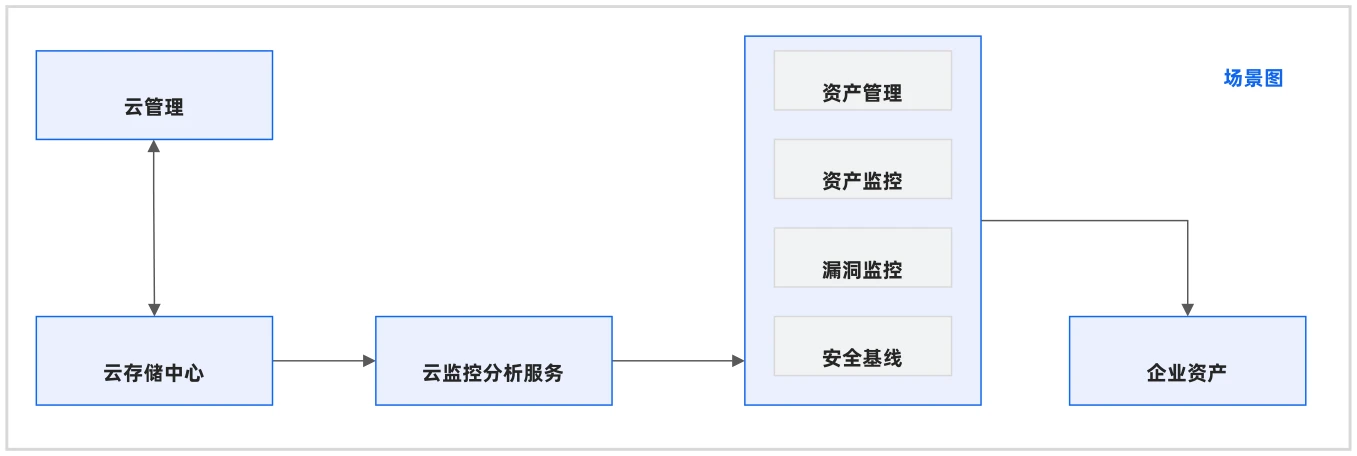 场景图
云管理
资产管理
资产监控
漏洞监控
安全基线
云存储中心
云监控分析服务
企业资产